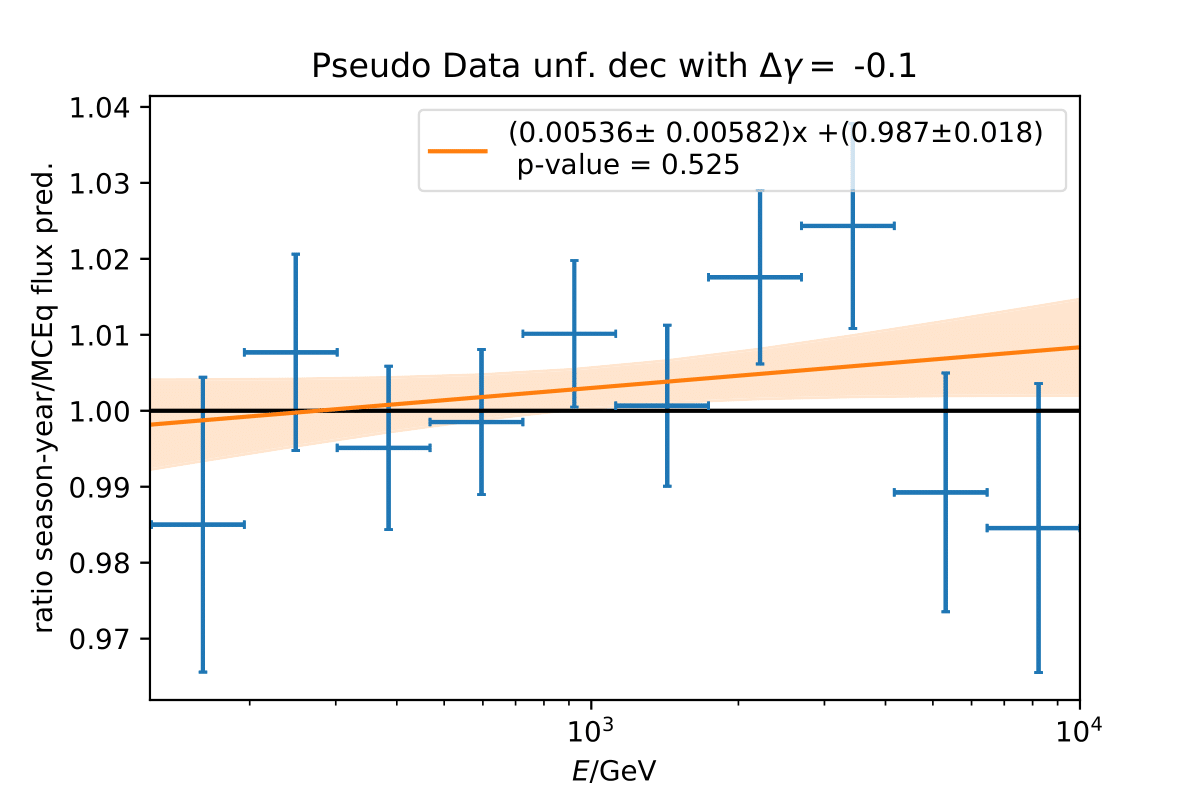 Pseudo Data unf. dec with Δγ = -0.1
(0.00536± 0.00582)x +(0.987±0.018)
p-value = 0.525
ratio season-year/MCEq flux pred.
1.04
1.03
1.02
1.01
1.00
0.99
0.98
0.97
10³
10⁴
E/GeV